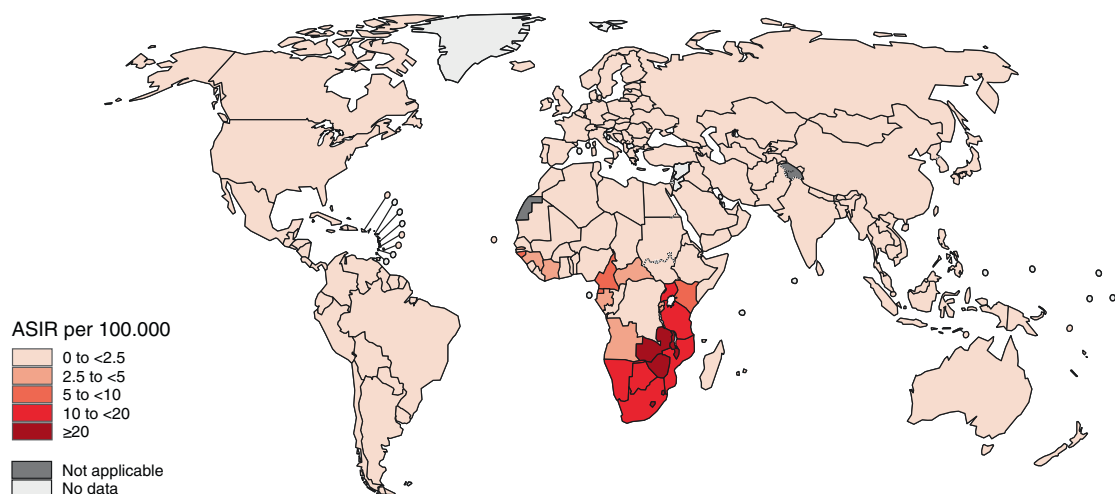 ASIR per 100.000
0 to <2.5
2.5 to <5
5 to <10
10 to <20
≥20
Not applicable
No data